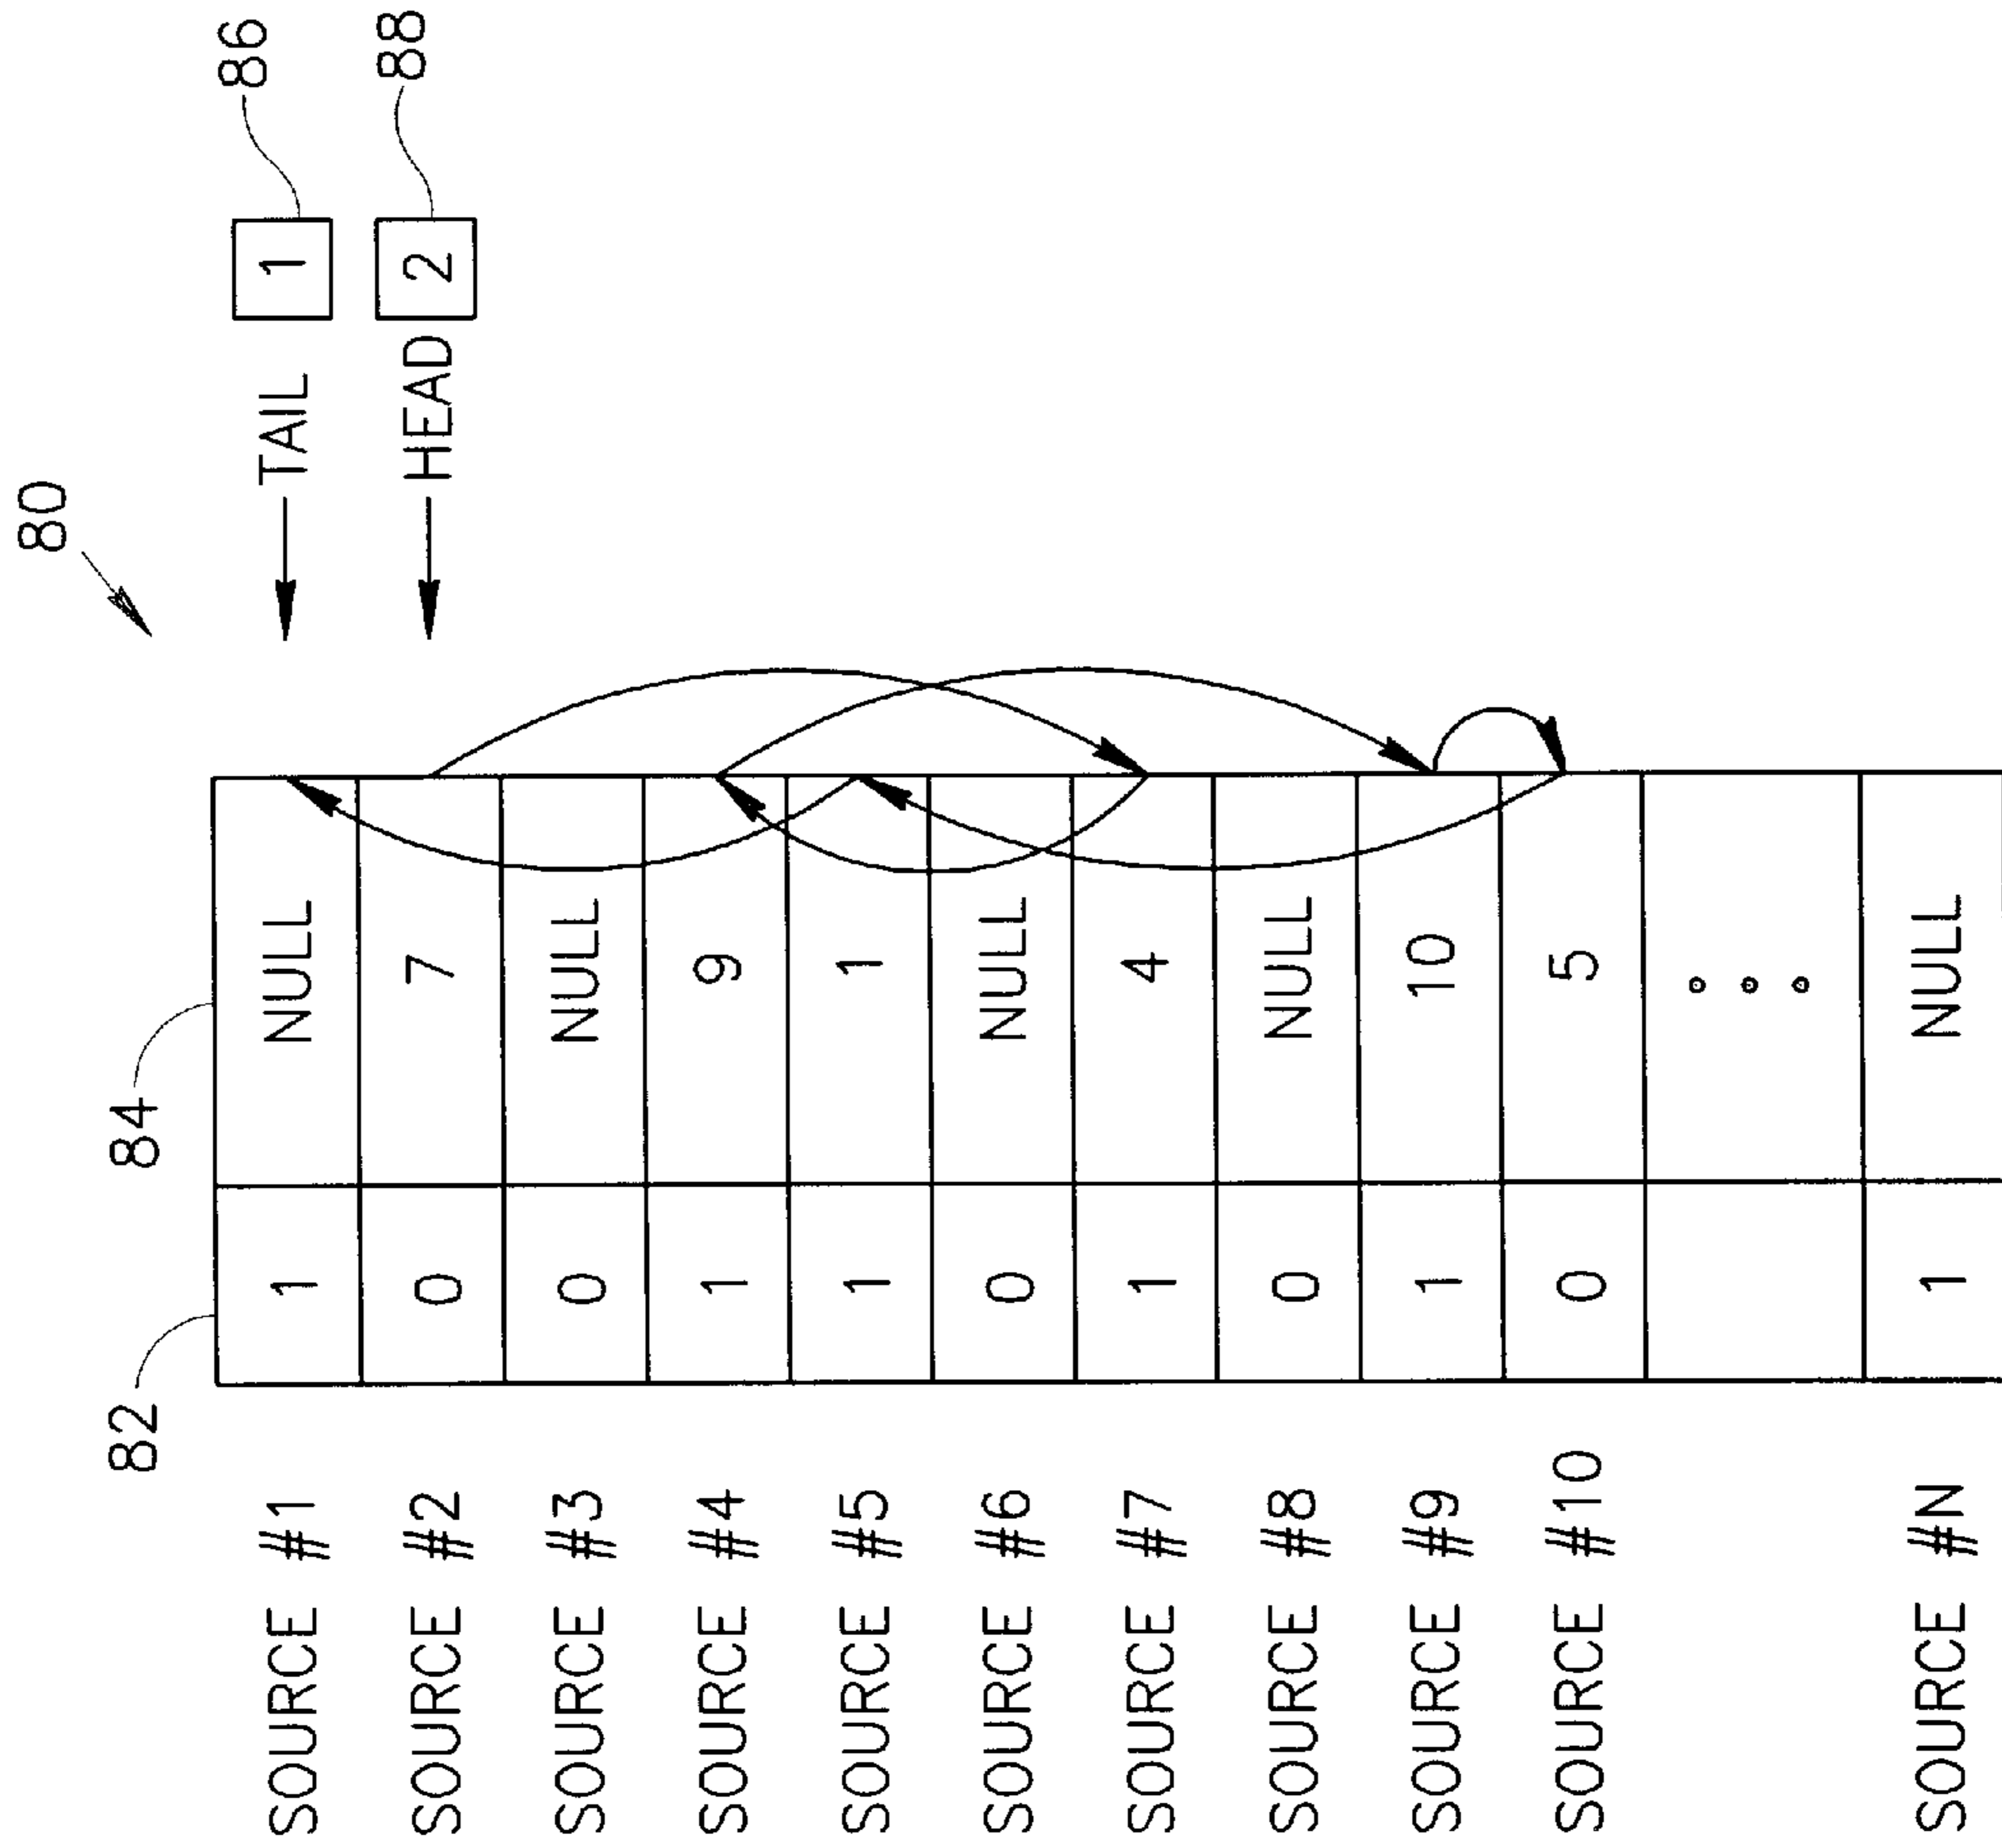 80
82 84
SOURCE #1 1 NULL TAIL 1 86
SOURCE #2 0 7 HEAD 2 88
SOURCE #3 0 NULL
SOURCE #4 1 9
SOURCE #5 1 1
SOURCE #6 0 NULL
SOURCE #7 1 4
SOURCE #8 0 NULL
SOURCE #9 1 10
SOURCE #10 0 5
SOURCE #N 1 NULL